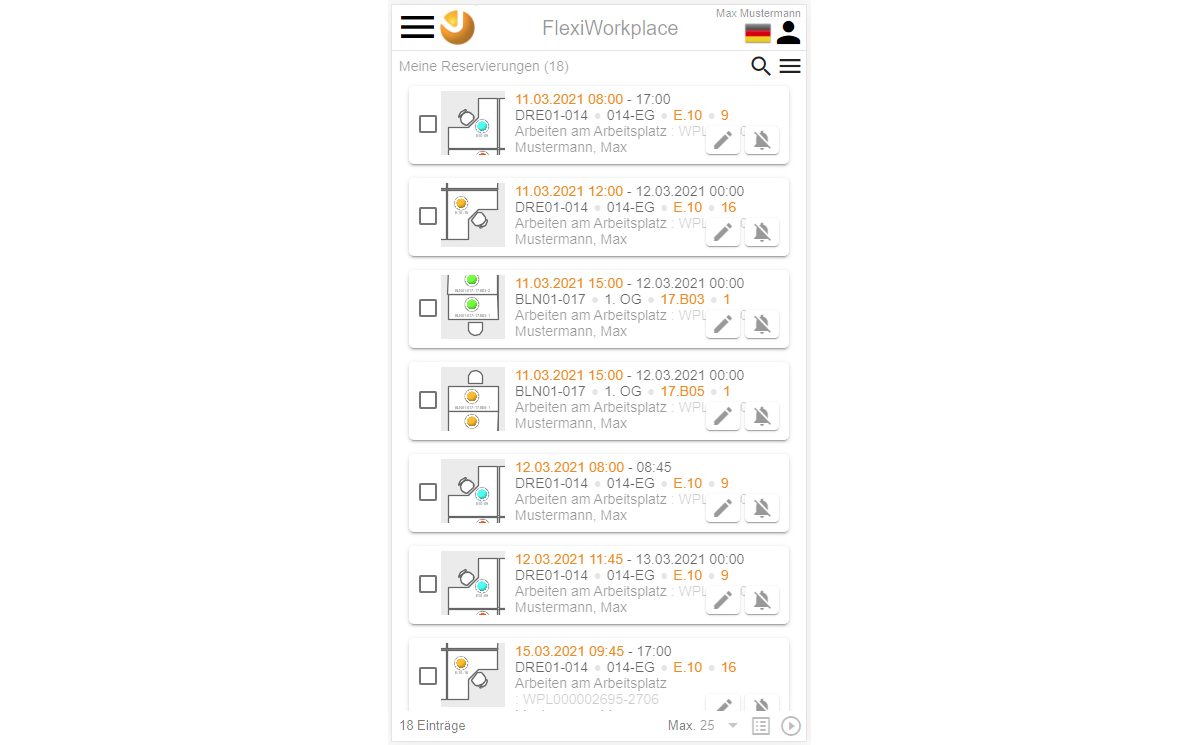 Max Mustermann
FlexiWorkplace
Meine Reservierungen (18)
11.03.2021 08:00 - 17:00
DRE01-014 • 014-EG • E.10 • 9
Arbeiten am Arbeitsplatz : WPL
Mustermann, Max
11.03.2021 12:00 - 12.03.2021 00:00
DRE01-014 • 014-EG • E.10 • 16
Arbeiten am Arbeitsplatz : WPL
Mustermann, Max
11.03.2021 15:00 - 12.03.2021 00:00
BLN01-017 • 1. OG • 17.B03 • 1
Arbeiten am Arbeitsplatz : WPL
Mustermann, Max
11.03.2021 15:00 - 12.03.2021 00:00
BLN01-017 • 1. OG • 17.B05 • 1
Arbeiten am Arbeitsplatz : WPL
Mustermann, Max
12.03.2021 08:00 - 08:45
DRE01-014 • 014-EG • E.10 • 9
Arbeiten am Arbeitsplatz : WPL
Mustermann, Max
12.03.2021 11:45 - 13.03.2021 00:00
DRE01-014 • 014-EG • E.10 • 9
Arbeiten am Arbeitsplatz : WPL
Mustermann, Max
15.03.2021 09:45 - 17:00
DRE01-014 • 014-EG • E.10 • 16
Arbeiten am Arbeitsplatz
: WPL000002695-2706
18 Einträge
Max. 25